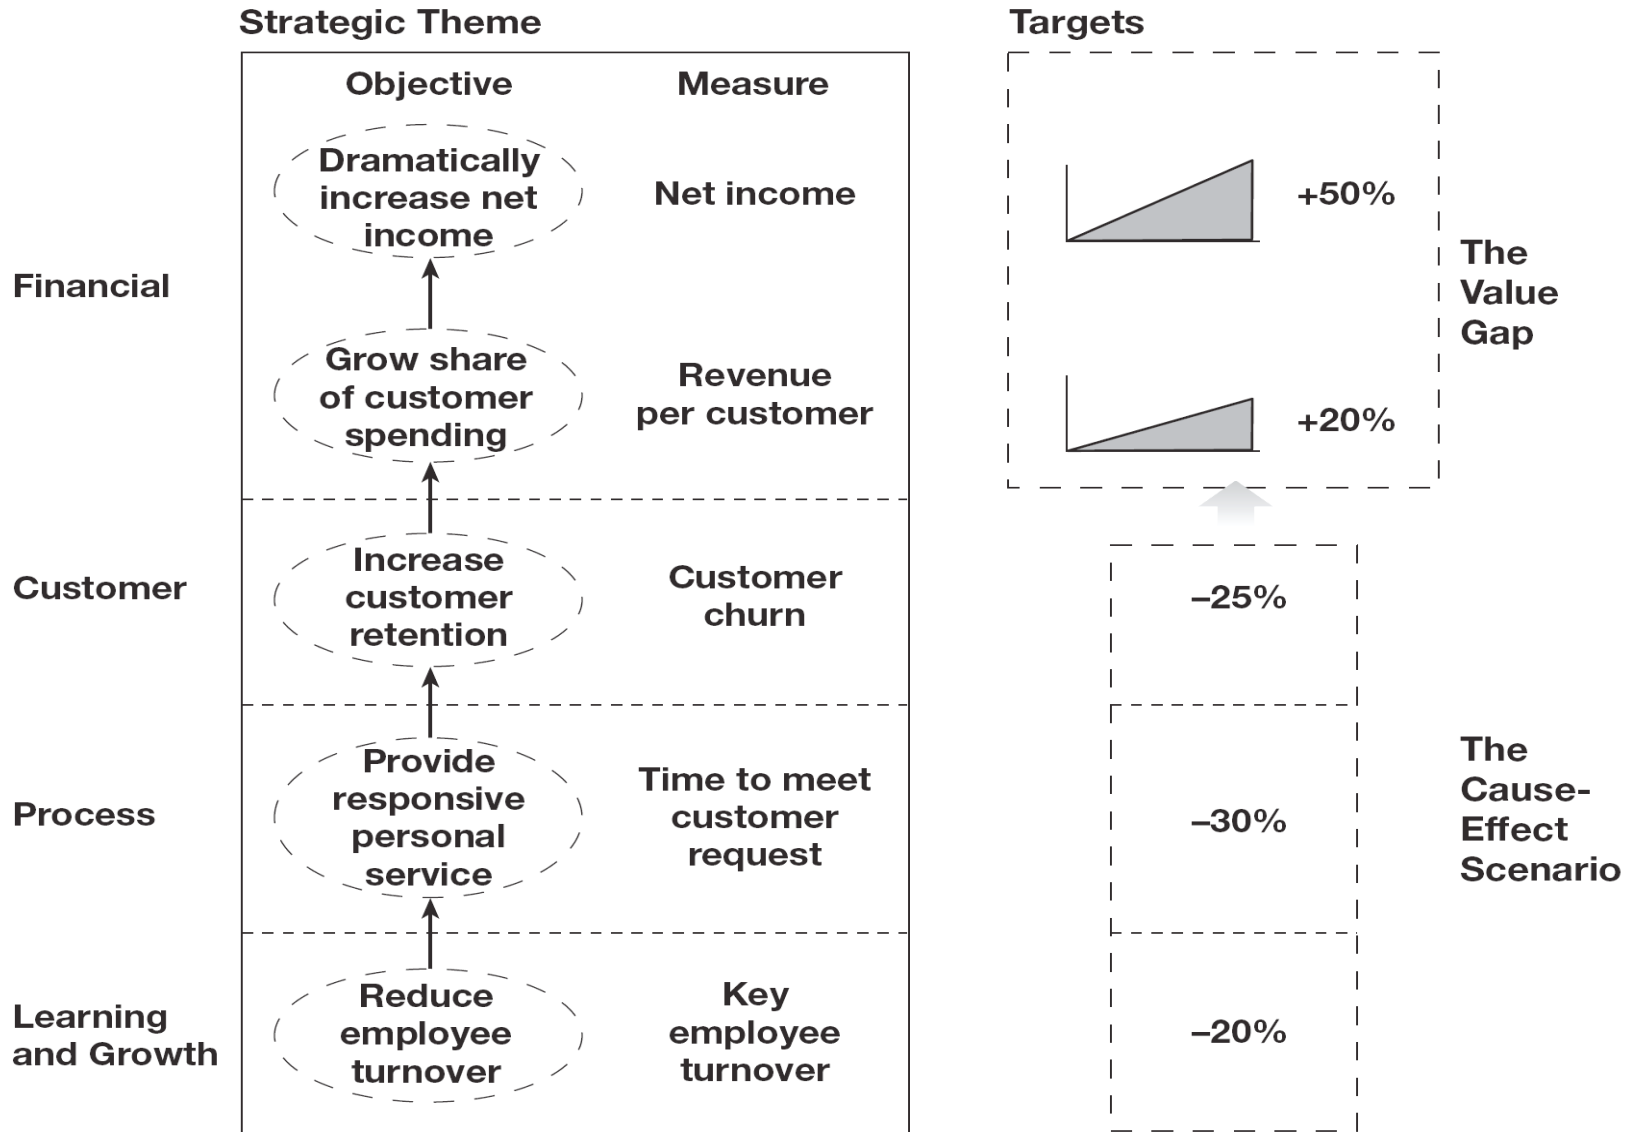 Strategic Theme
Targets
Objective
Measure
Dramatically
increase net
income
Net income
+50%
Financial
The
Value
Gap
Grow share
of customer
spending
Revenue
per customer
+20%
Customer
Increase
customer
retention
Customer
churn
–25%
Process
Provide
responsive
personal
service
Time to meet
customer
request
–30%
The
Cause-
Effect
Scenario
Learning
and Growth
Reduce
employee
turnover
Key
employee
turnover
–20%